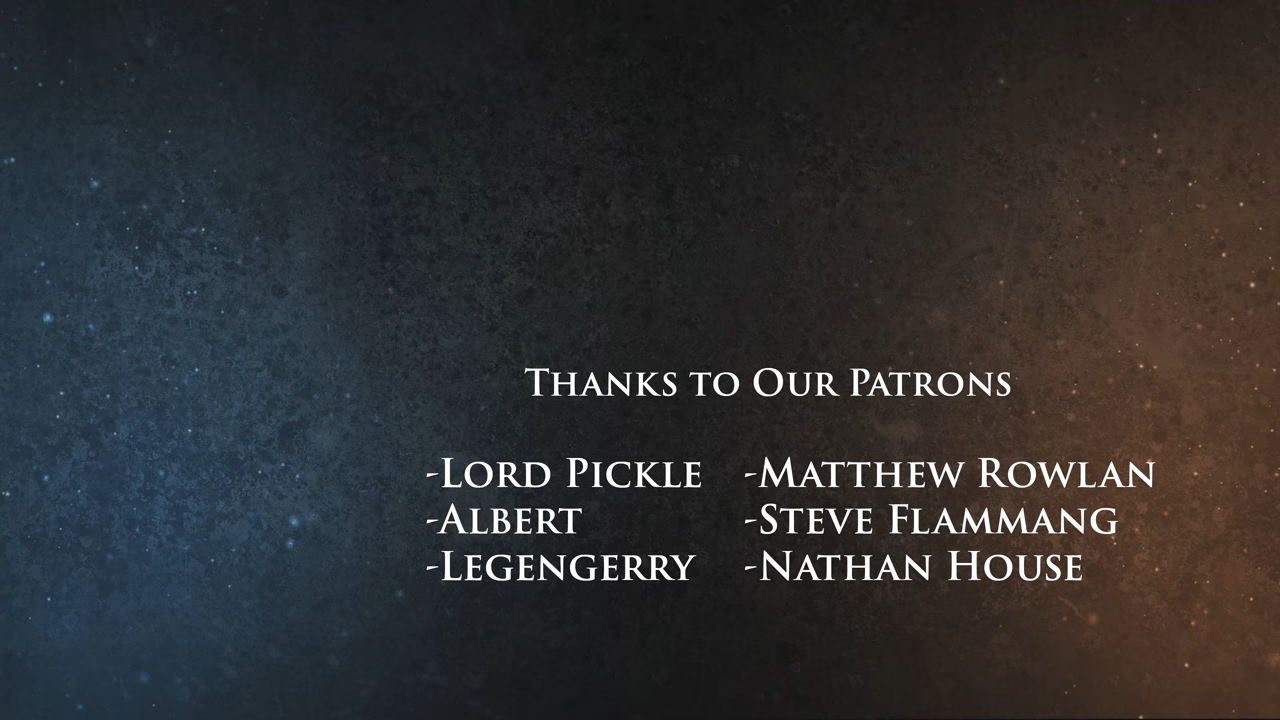 Thanks to Our Patrons
-Lord Pickle
-Albert
-Legengerry
-Matthew Rowlan
-Steve Flammang
-Nathan House